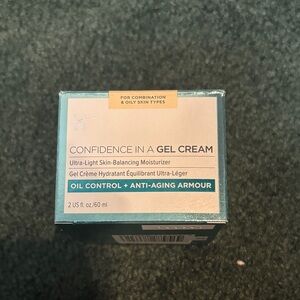 FOR COMBINATION
& OILY SKIN TYPES
CONFIDENCE IN A GEL CREAM
Ultra-Light Skin-Balancing Moisturizer
Gel Crème Hydratant Équilibrant Ultra-Léger
OIL CONTROL + ANTI-AGING ARMOUR
2 US fl. oz./60 ml